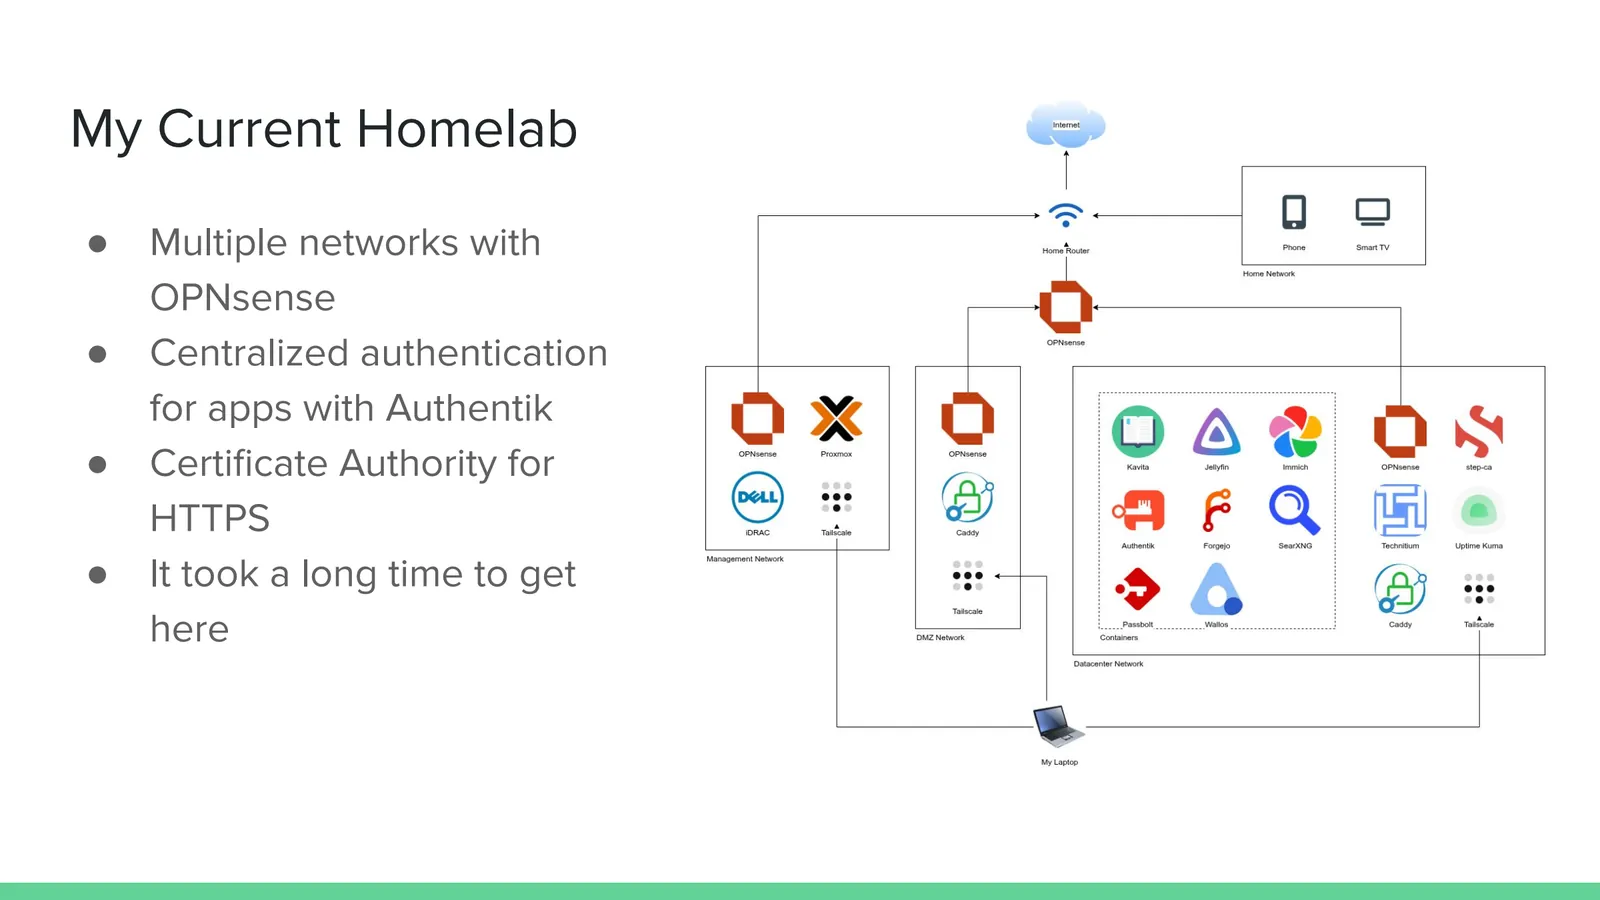 My Current Homelab
● Multiple networks with
OPNsense
● Centralized authentication
for apps with Authentik
● Certificate Authority for
HTTPS
● It took a long time to get
here
Internet
Home Router
Phone
Smart TV
Home Network
OPNsense
OPNsense
Proxmox
DELL
iDRAC
Tailscale
Management Network
OPNsense
Caddy
Tailscale
DMZ Network
Kavita
Jellyfin
Immich
Authentik
Forgejo
SearXNG
Passbolt
Wallos
Containers
OPNsense
step-ca
Technitium
Uptime Kuma
Caddy
Tailscale
Datacenter Network
My Laptop